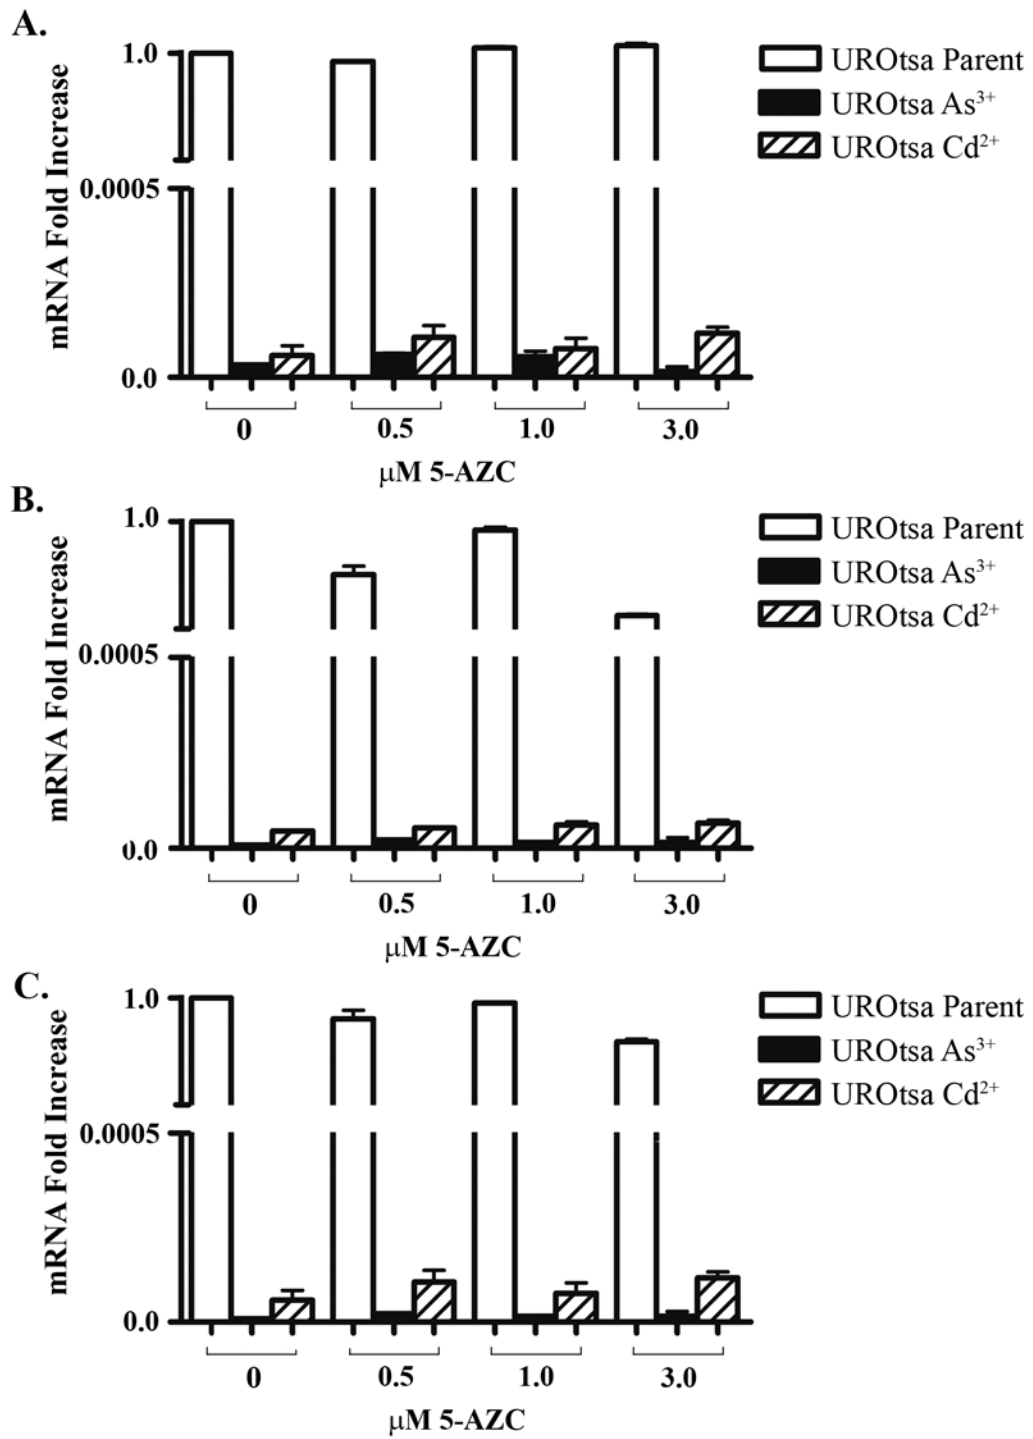 A.
mRNA Fold Increase
1.0
0.0005
0.0
UROtsa Parent
UROtsa As³⁺
UROtsa Cd²⁺
0 0.5 1.0 3.0
μM 5-AZC
B.
mRNA Fold Increase
1.0
0.0005
0.0
UROtsa Parent
UROtsa As³⁺
UROtsa Cd²⁺
0 0.5 1.0 3.0
μM 5-AZC
C.
mRNA Fold Increase
1.0
0.0005
0.0
UROtsa Parent
UROtsa As³⁺
UROtsa Cd²⁺
0 0.5 1.0 3.0
μM 5-AZC